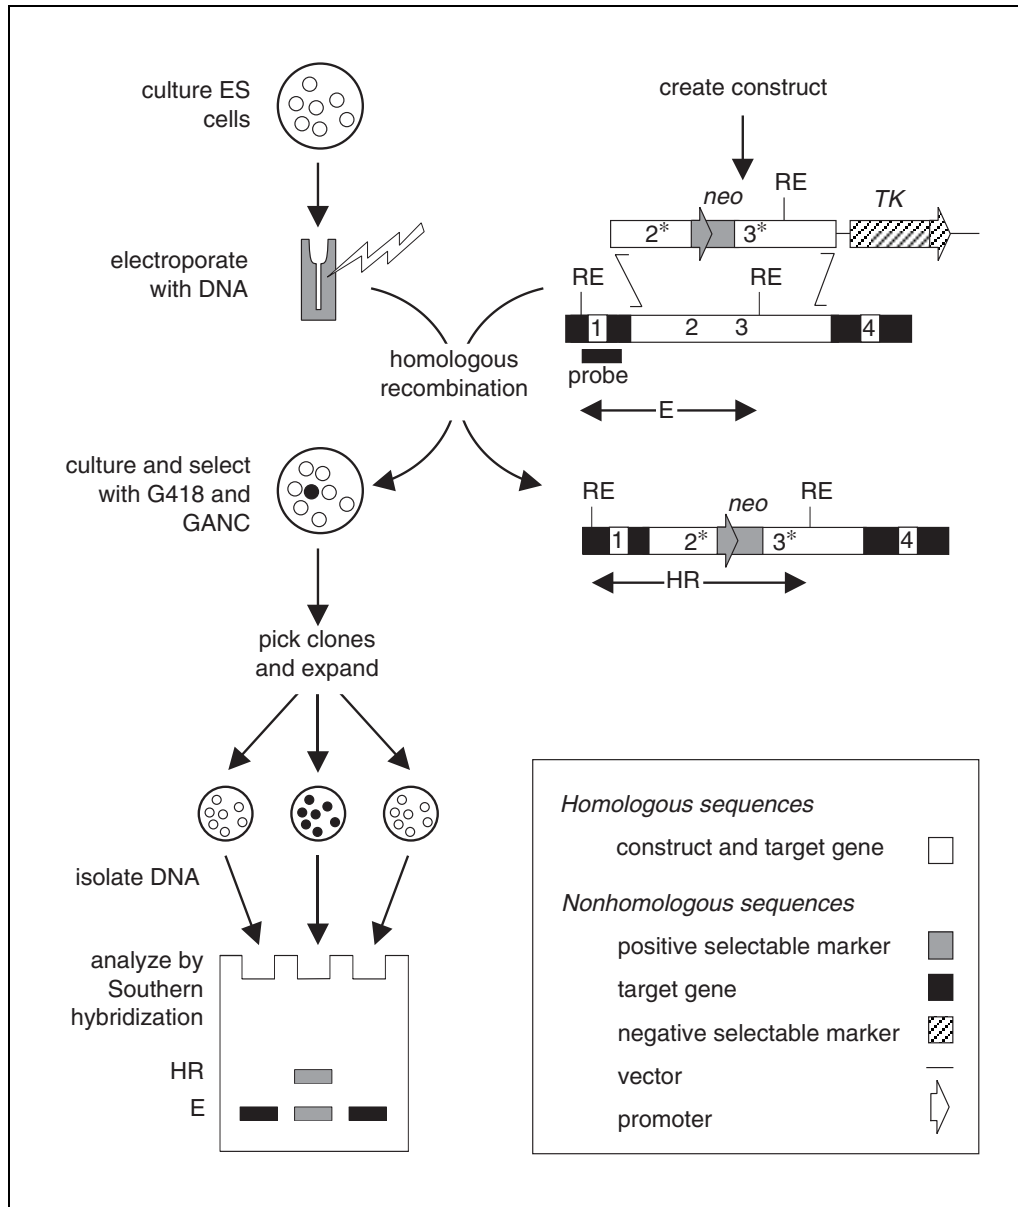 culture ES
cells
electroporate
with DNA
create construct
neo
RE
TK
2*
3*
RE
RE
1
2
3
4
probe
E
homologous
recombination
culture and select
with G418 and
GANC
RE
neo
RE
1
2*
3*
4
HR
pick clones
and expand
isolate DNA
analyze by
Southern
hybridization
HR
E
Homologous sequences
construct and target gene
Nonhomologous sequences
positive selectable marker
target gene
negative selectable marker
vector
promoter